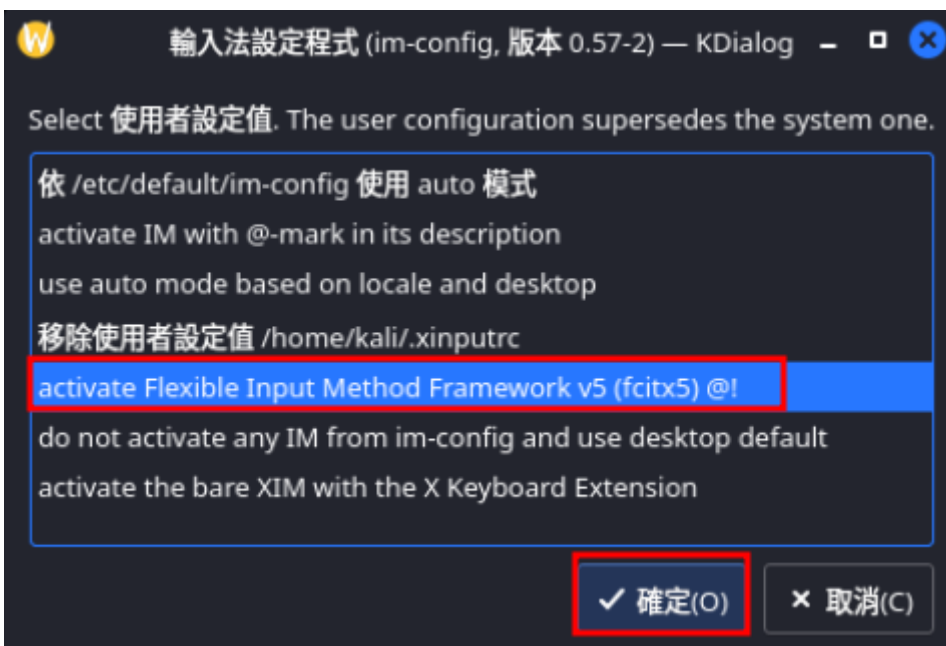 輸入法設定程式 (im-config, 版本 0.57-2) — KDialog
Select 使用者設定值. The user configuration supersedes the system one.
依 /etc/default/im-config 使用 auto 模式
activate IM with @-mark in its description
use auto mode based on locale and desktop
移除使用者設定值 /home/kali/.xinputrc
activate Flexible Input Method Framework v5 (fcitx5) @!
do not activate any IM from im-config and use desktop default
activate the bare XIM with the X Keyboard Extension
確定(O)
取消(C)